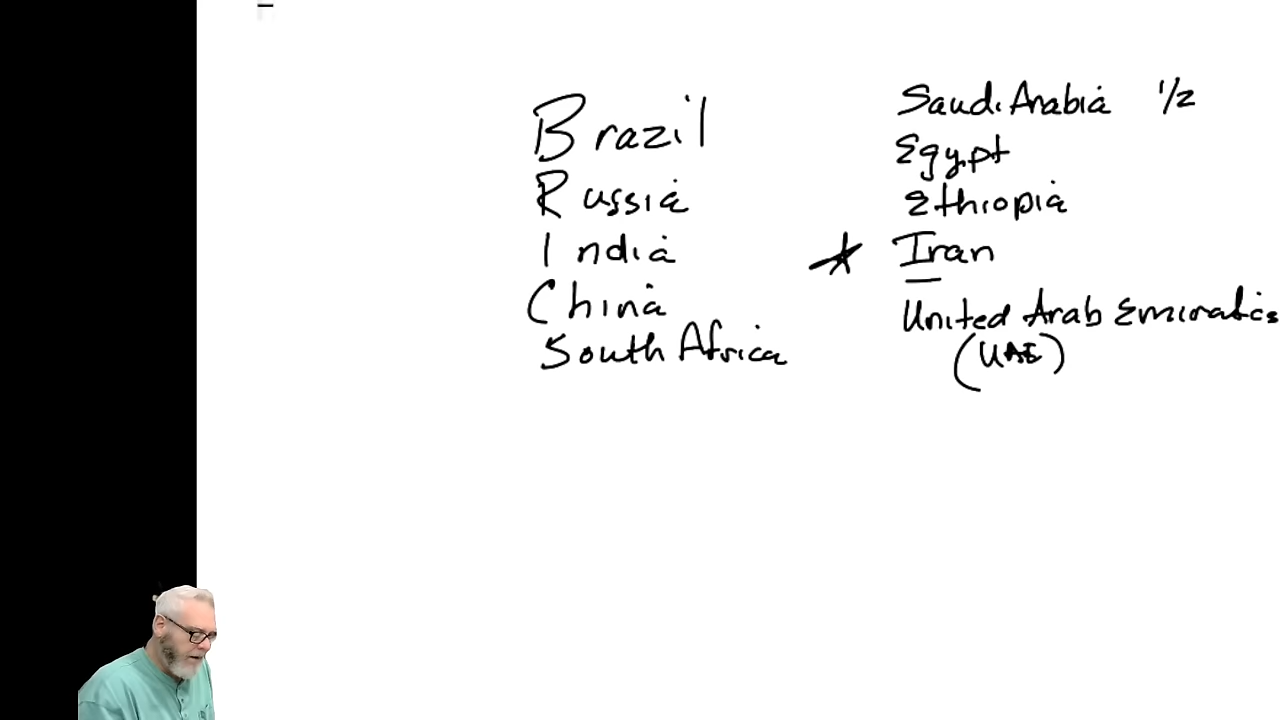 Brazil
Russia
India
China
South Africa
Saudi Arabia 1/2
Egypt
Ethiopia
Iran
United Arab Emirates
(UAE)